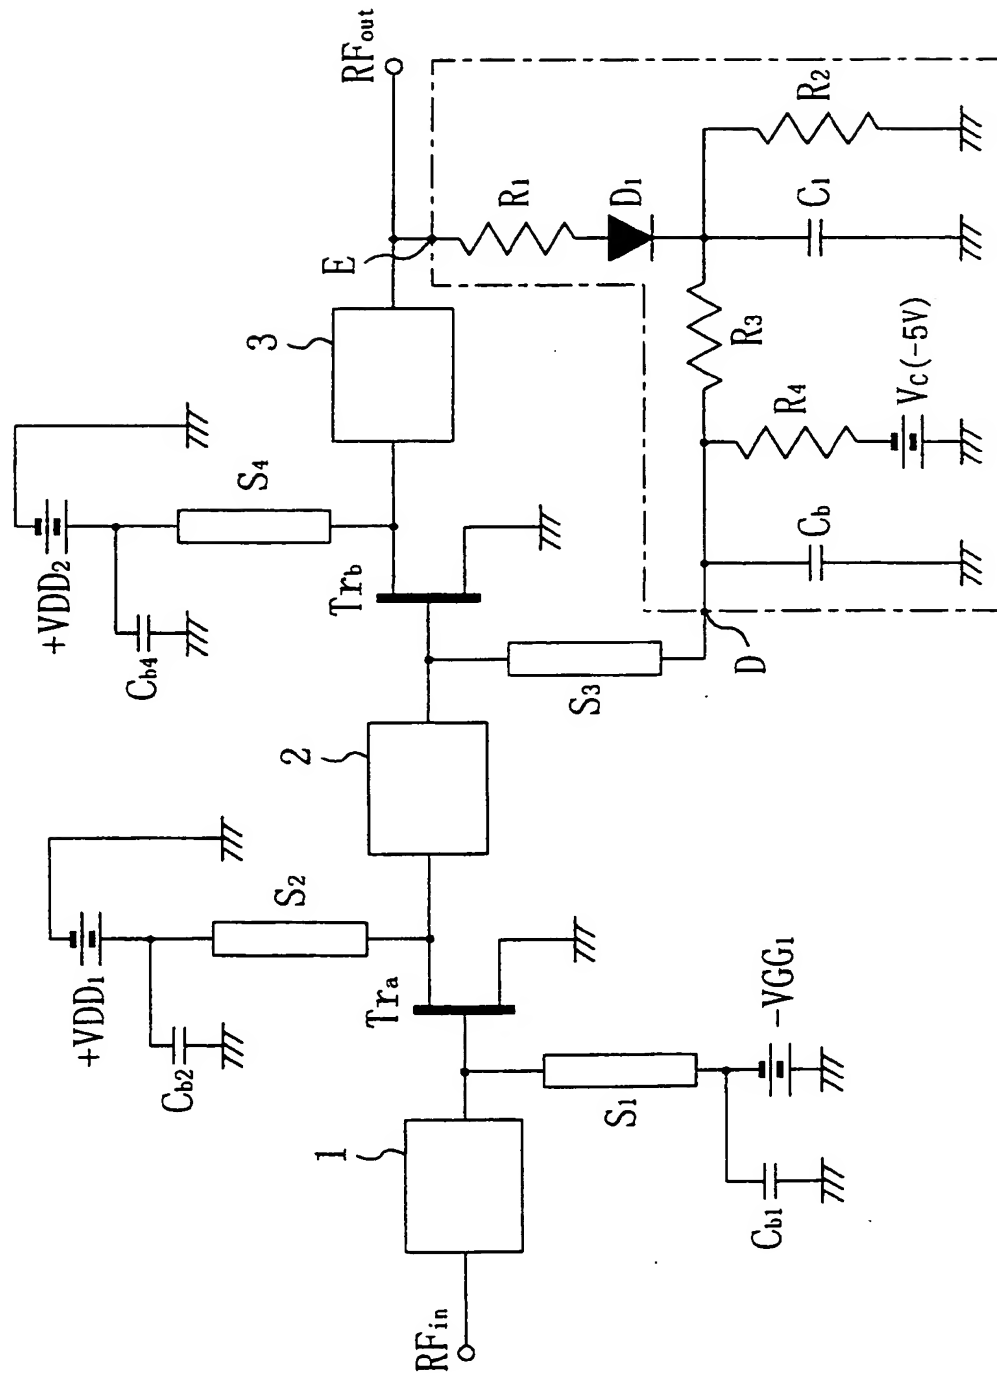 RFin
1
Cb1
S1
-VGG1
Tra
+VDD1
Cb2
S2
2
S3
D
Trb
+VDD2
Cb4
S4
3
E
RFout
R1
D1
R2
C1
R3
R4
VC(-5V)
Cb